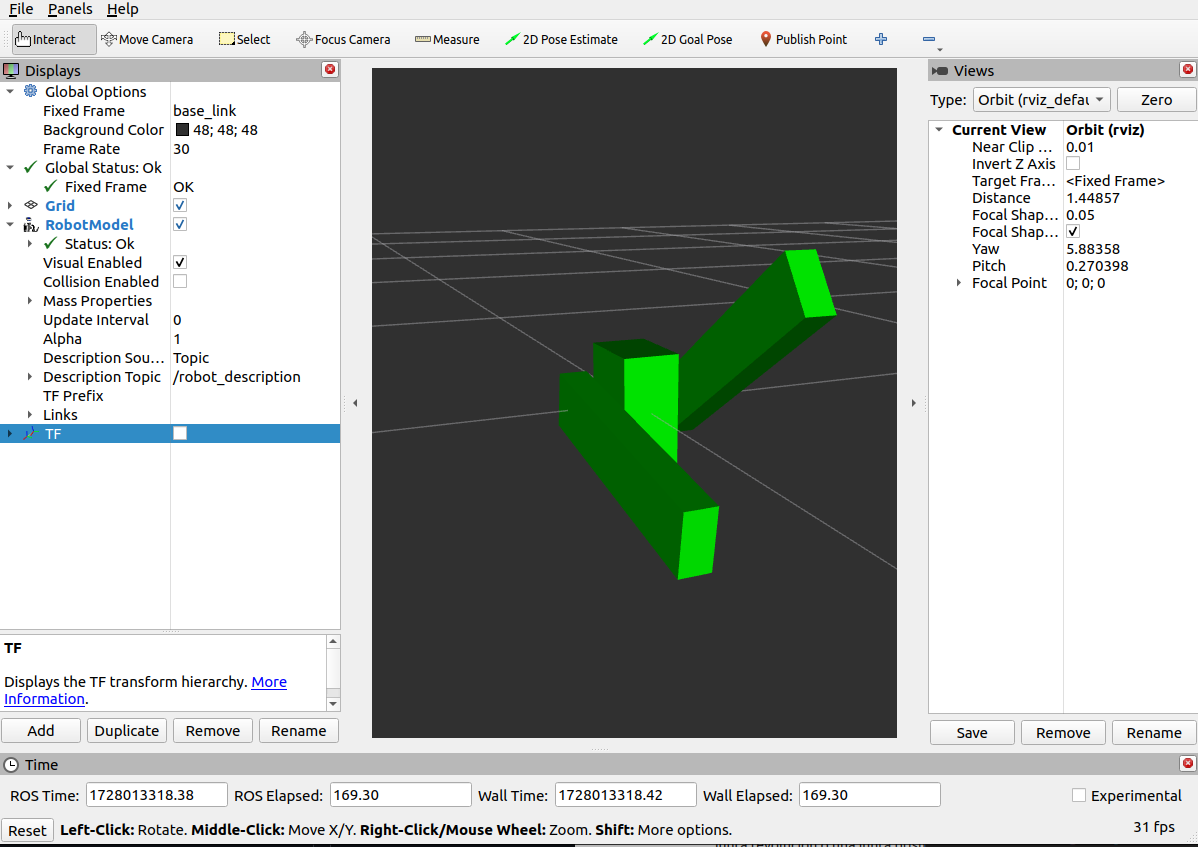 File Panels Help
Interact Move Camera Select Focus Camera Measure 2D Pose Estimate 2D Goal Pose Publish Point
Displays
Global Options
Fixed Frame base_link
Background Color 48; 48; 48
Frame Rate 30
Global Status: Ok
Fixed Frame OK
Grid
RobotModel
Status: Ok
Visual Enabled
Collision Enabled
Mass Properties
Update Interval 0
Alpha 1
Description Sou... Topic
Description Topic /robot_description
TF Prefix
Links
TF
TF
Displays the TF transform hierarchy. More
Information.
Add Duplicate Remove Rename
Views
Type: Orbit (rviz_defau Zero
Current View Orbit (rviz)
Near Clip ... 0.01
Invert Z Axis
Target Fra... <Fixed Frame>
Distance 1.44857
Focal Shap... 0.05
Focal Shap...
Yaw 5.88358
Pitch 0.270398
Focal Point 0; 0; 0
Save Remove Rename
Time
ROS Time: 1728013318.38 ROS Elapsed: 169.30 Wall Time: 1728013318.42 Wall Elapsed: 169.30 Experimental
Reset Left-Click: Rotate. Middle-Click: Move X/Y. Right-Click/Mouse Wheel: Zoom. Shift: More options. 31 fps